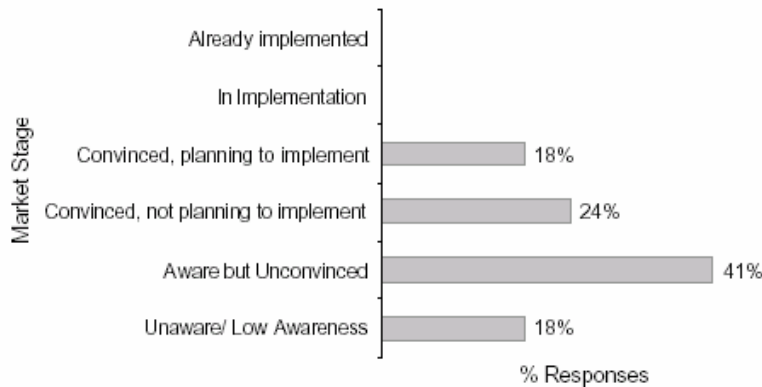 Already implemented
In Implementation
Convinced, planning to implement
18%
Convinced, not planning to implement
24%
Aware but Unconvinced
41%
Unaware/ Low Awareness
18%
Market Stage
% Responses